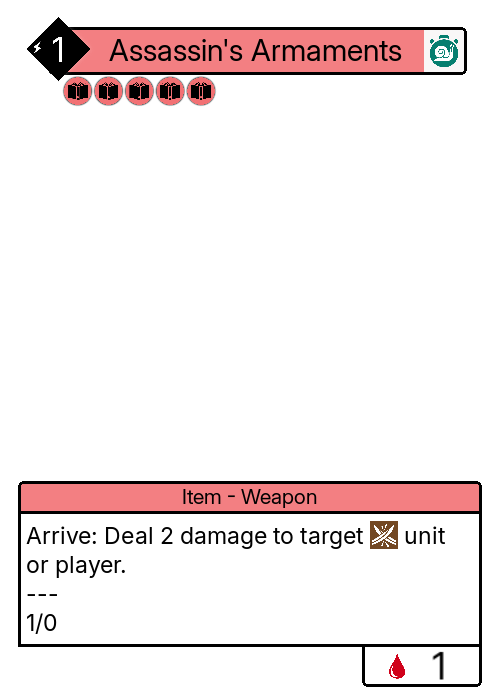 1 Assassin's Armaments
Item - Weapon
Arrive: Deal 2 damage to target unit
or player.
---
1/0
1